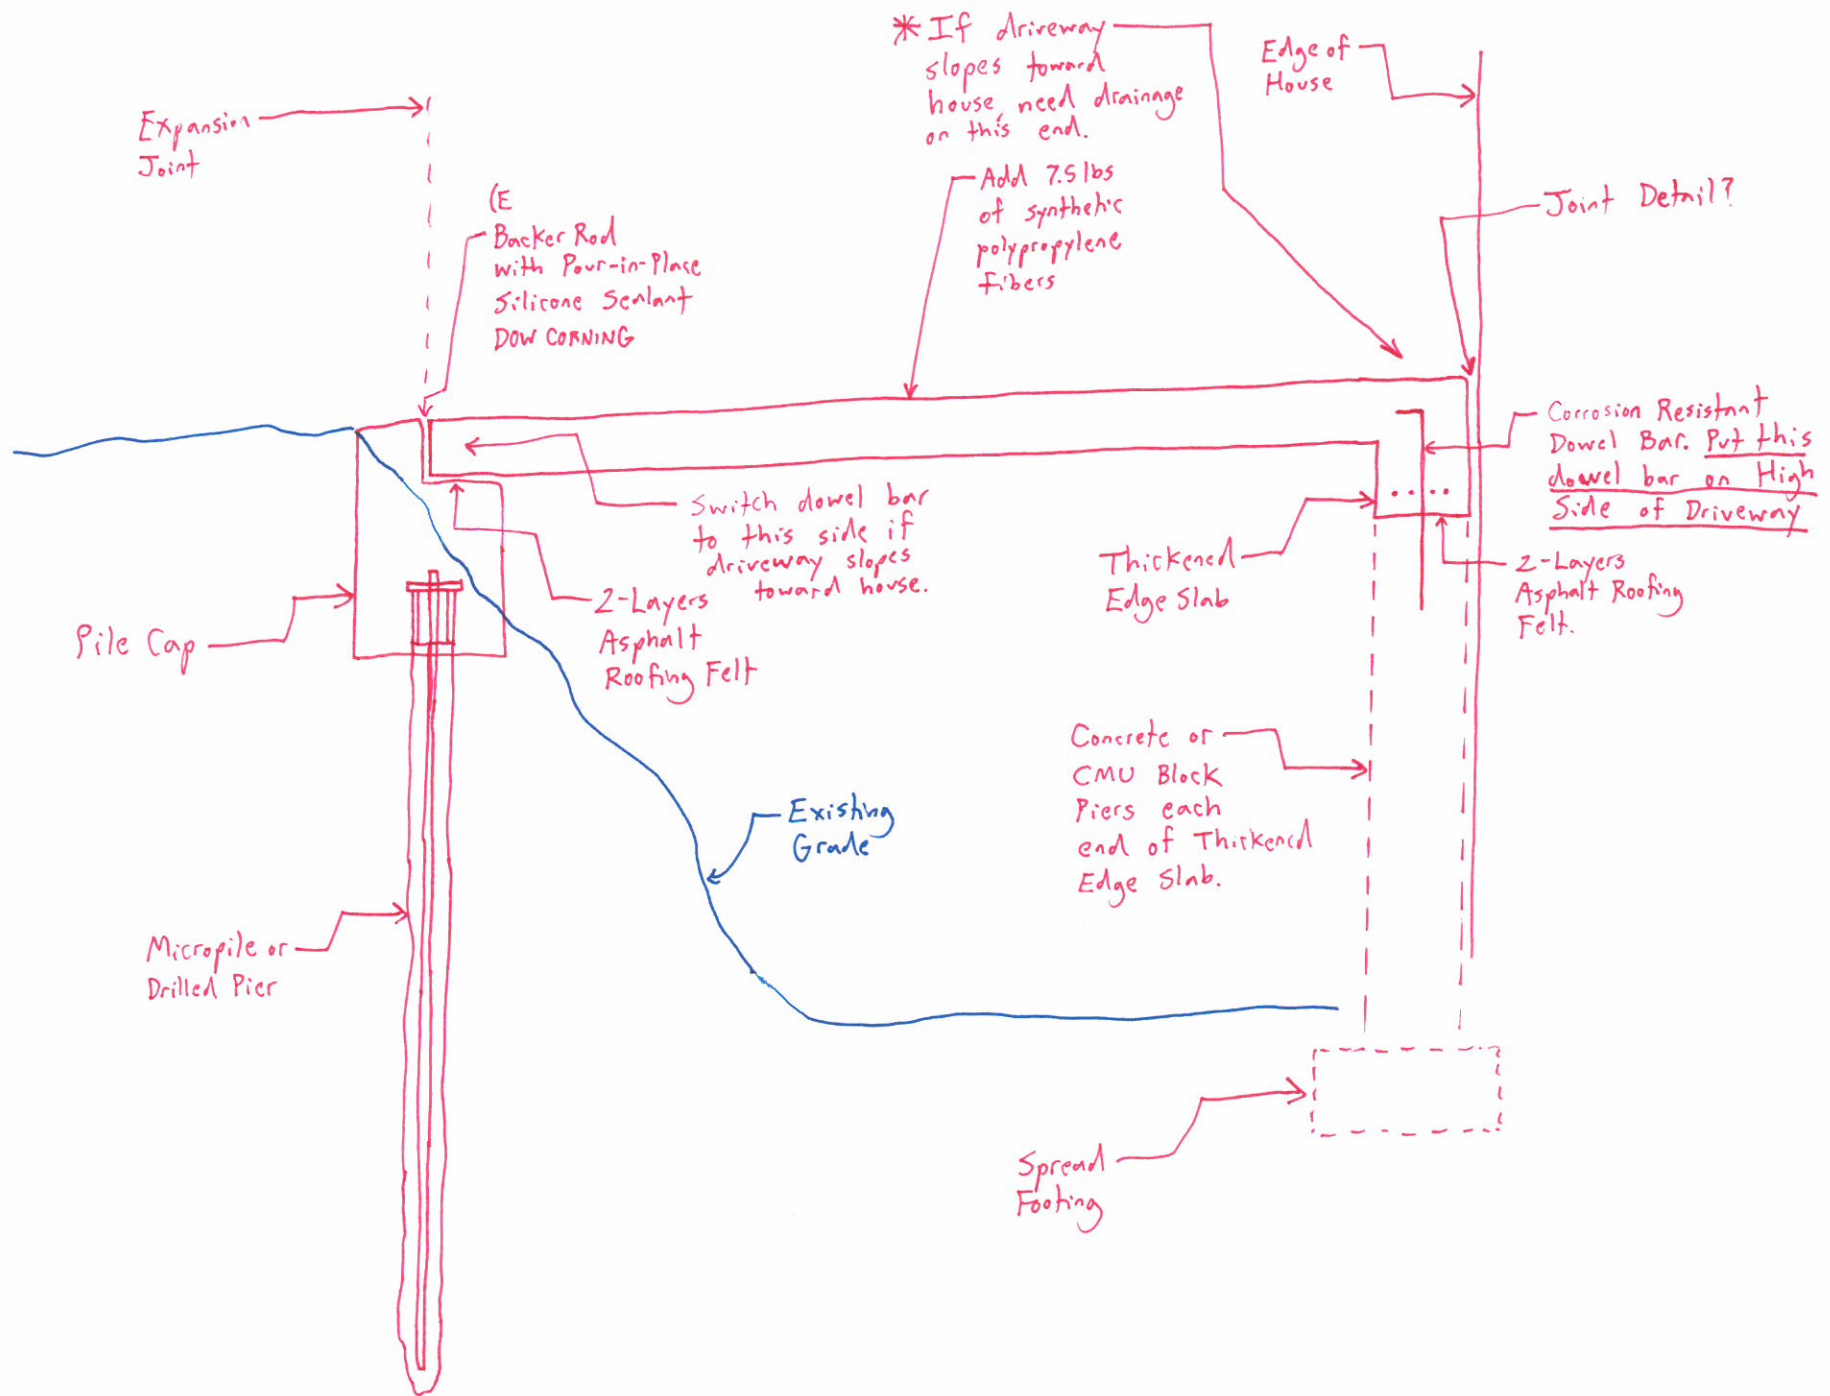 * If driveway
slopes toward
house, need drainage
on this end.
Edge of
House
Expansion
Joint
Add 7.5 lbs
of synthetic
polypropylene
fibers
(E
Backer Rod
with Pour-in-Place
Silicone Sealant
DOW CORNING
Joint Detail?
Corrosion Resistant
Dowel Bar. Put this
dowel bar on High
Side of Driveway
Switch dowel bar
to this side if
driveway slopes
toward house.
Thickened
Edge Slab
2-Layers
Asphalt Roofing
Felt.
2-Layers
Asphalt
Roofing Felt
Pile Cap
Concrete or
CMU Block
Piers each
end of Thickened
Edge Slab.
Existing
Grade
Micropile or
Drilled Pier
Spread
Footing